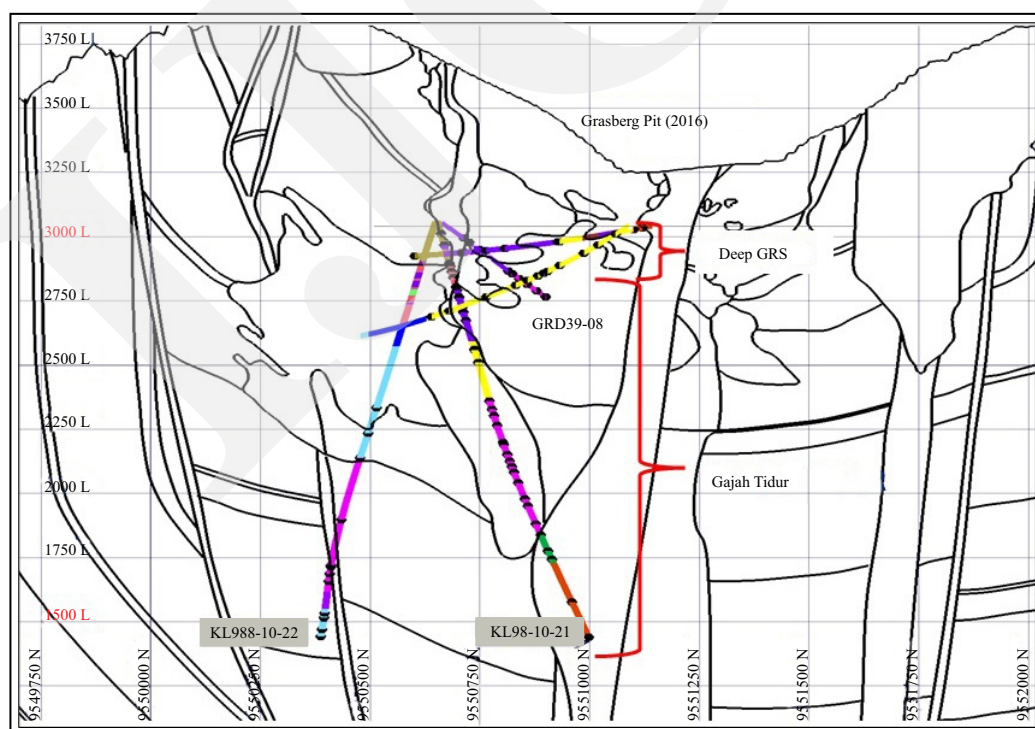 3750 L
3500 L
Grasberg Pit (2016)
3250 L
3000 L
Deep GRS
2750 L
GRD39-08
2500 L
2250 L
Gajah Tidur
2000 L
1750 L
1500 L
KL988-10-22
KL98-10-21
9549750 N
9550000 N
9550250 N
9550500 N
9550750 N
9551000 N
9551250 N
9551500 N
9551750 N
9552000 N